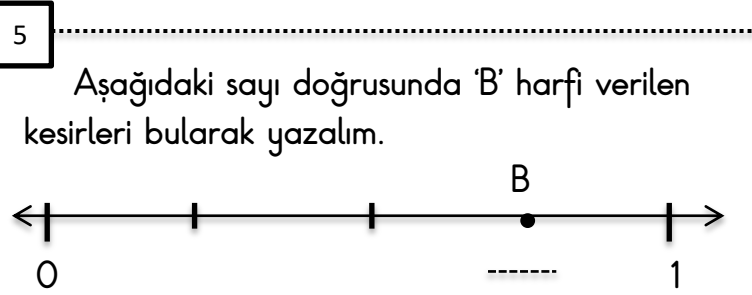 5
Aşağıdaki sayı doğrusunda ‘B’ harfi verilen
kesirleri bularak yazalım.
B
0 ------- 1